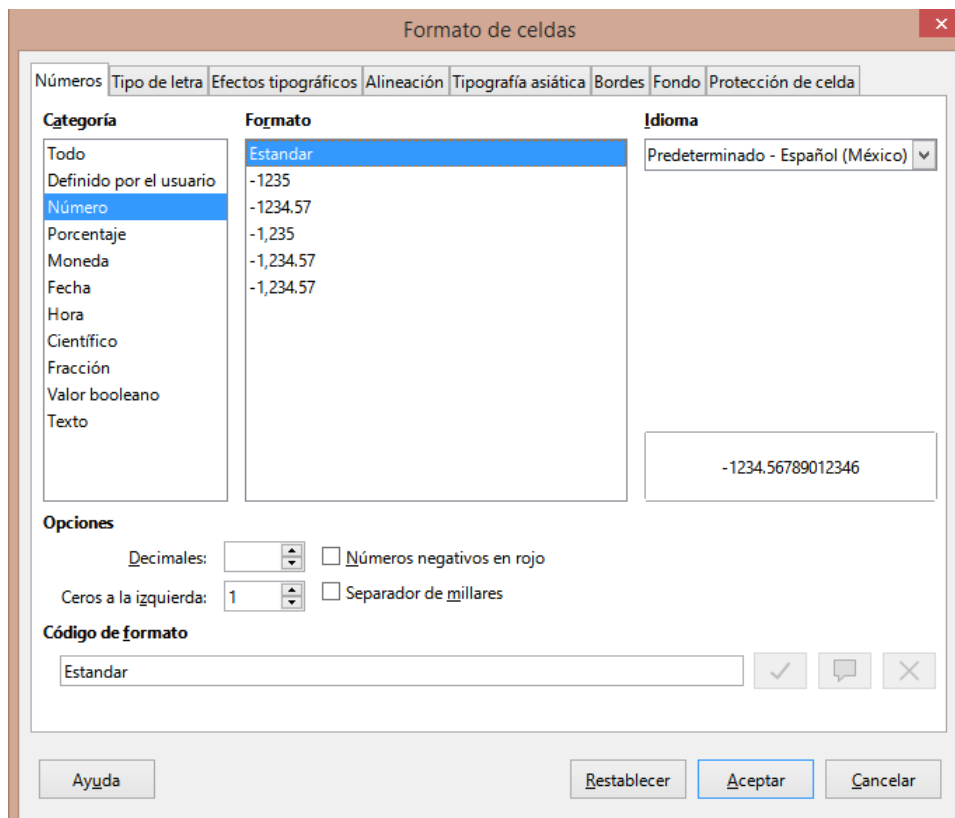 Formato de celdas
Números Tipo de letra Efectos tipográficos Alineación Tipografía asiática Bordes Fondo Protección de celda
Categoría
Todo
Definido por el usuario
Número
Porcentaje
Moneda
Fecha
Hora
Científico
Fracción
Valor booleano
Texto
Formato
Estandar
-1235
-1234.57
-1,235
-1,234.57
-1,234.57
Idioma
Predeterminado - Español (México)
-1234.56789012346
Opciones
Decimales:
Números negativos en rojo
Ceros a la izquierda: 1
Separador de millares
Código de formato
Estandar
Ayuda
Restablecer
Aceptar
Cancelar